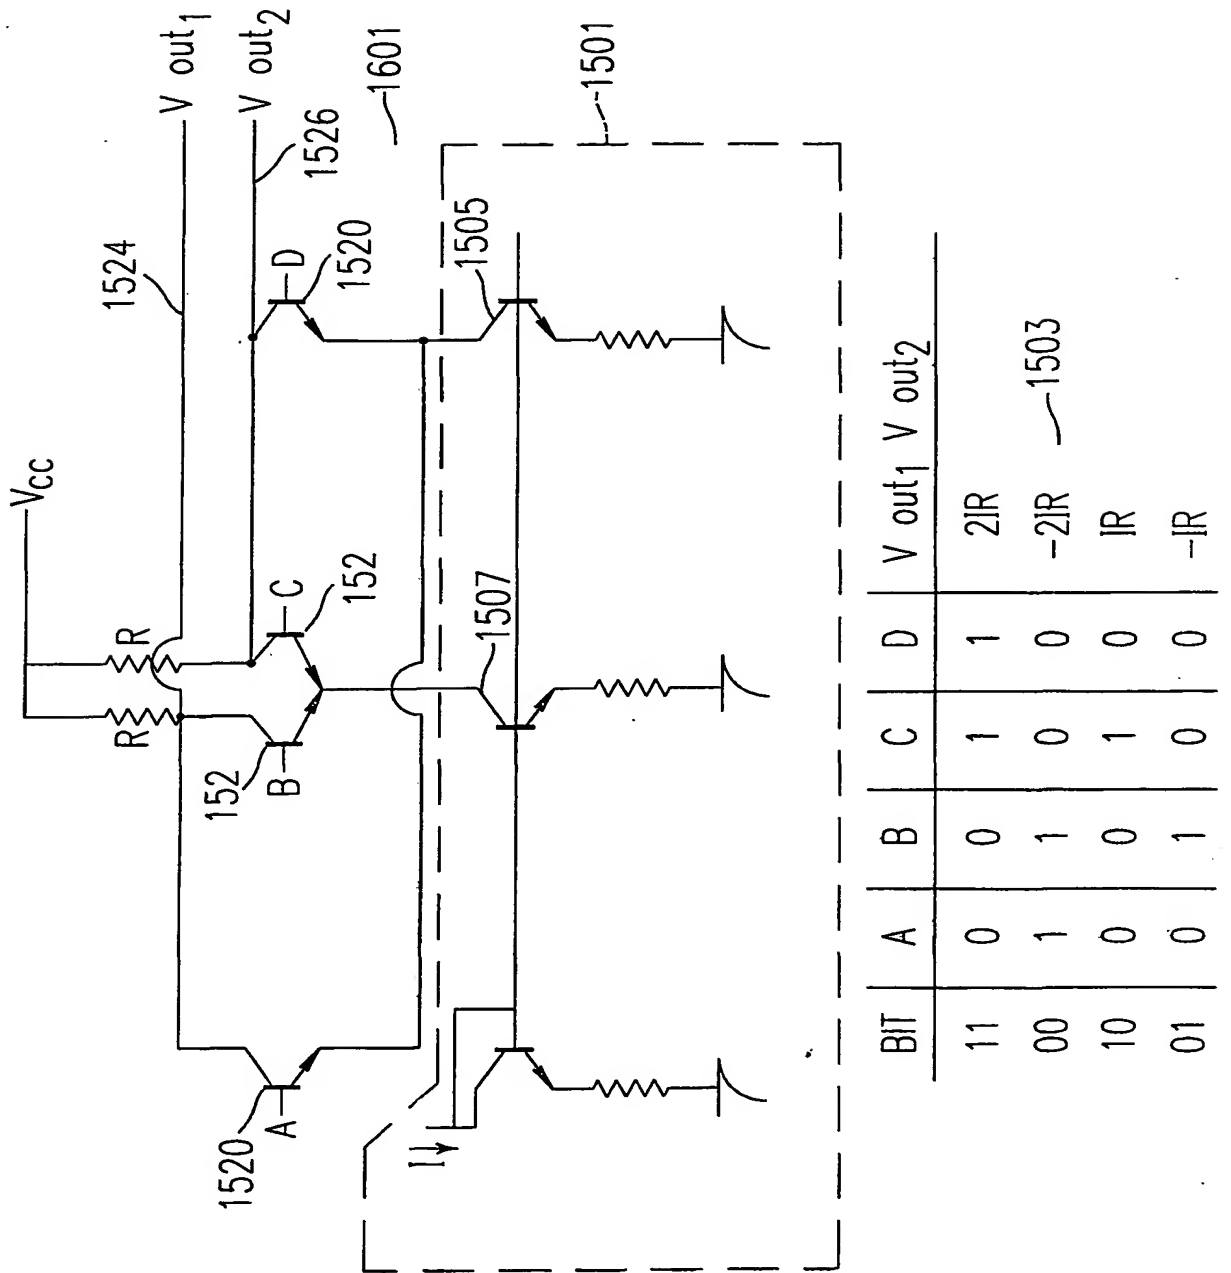 V out1
V out2
1524
1526
1601
Vcc
R
R
D
1520
C
152
B
152
A
1520
1501
1505
1507
I
BIT A B C D V out1 V out2
11 0 0 1 1 2IR
00 1 1 0 0 -2IR
10 0 0 1 0 IR
01 0 1 0 0 -IR
1503